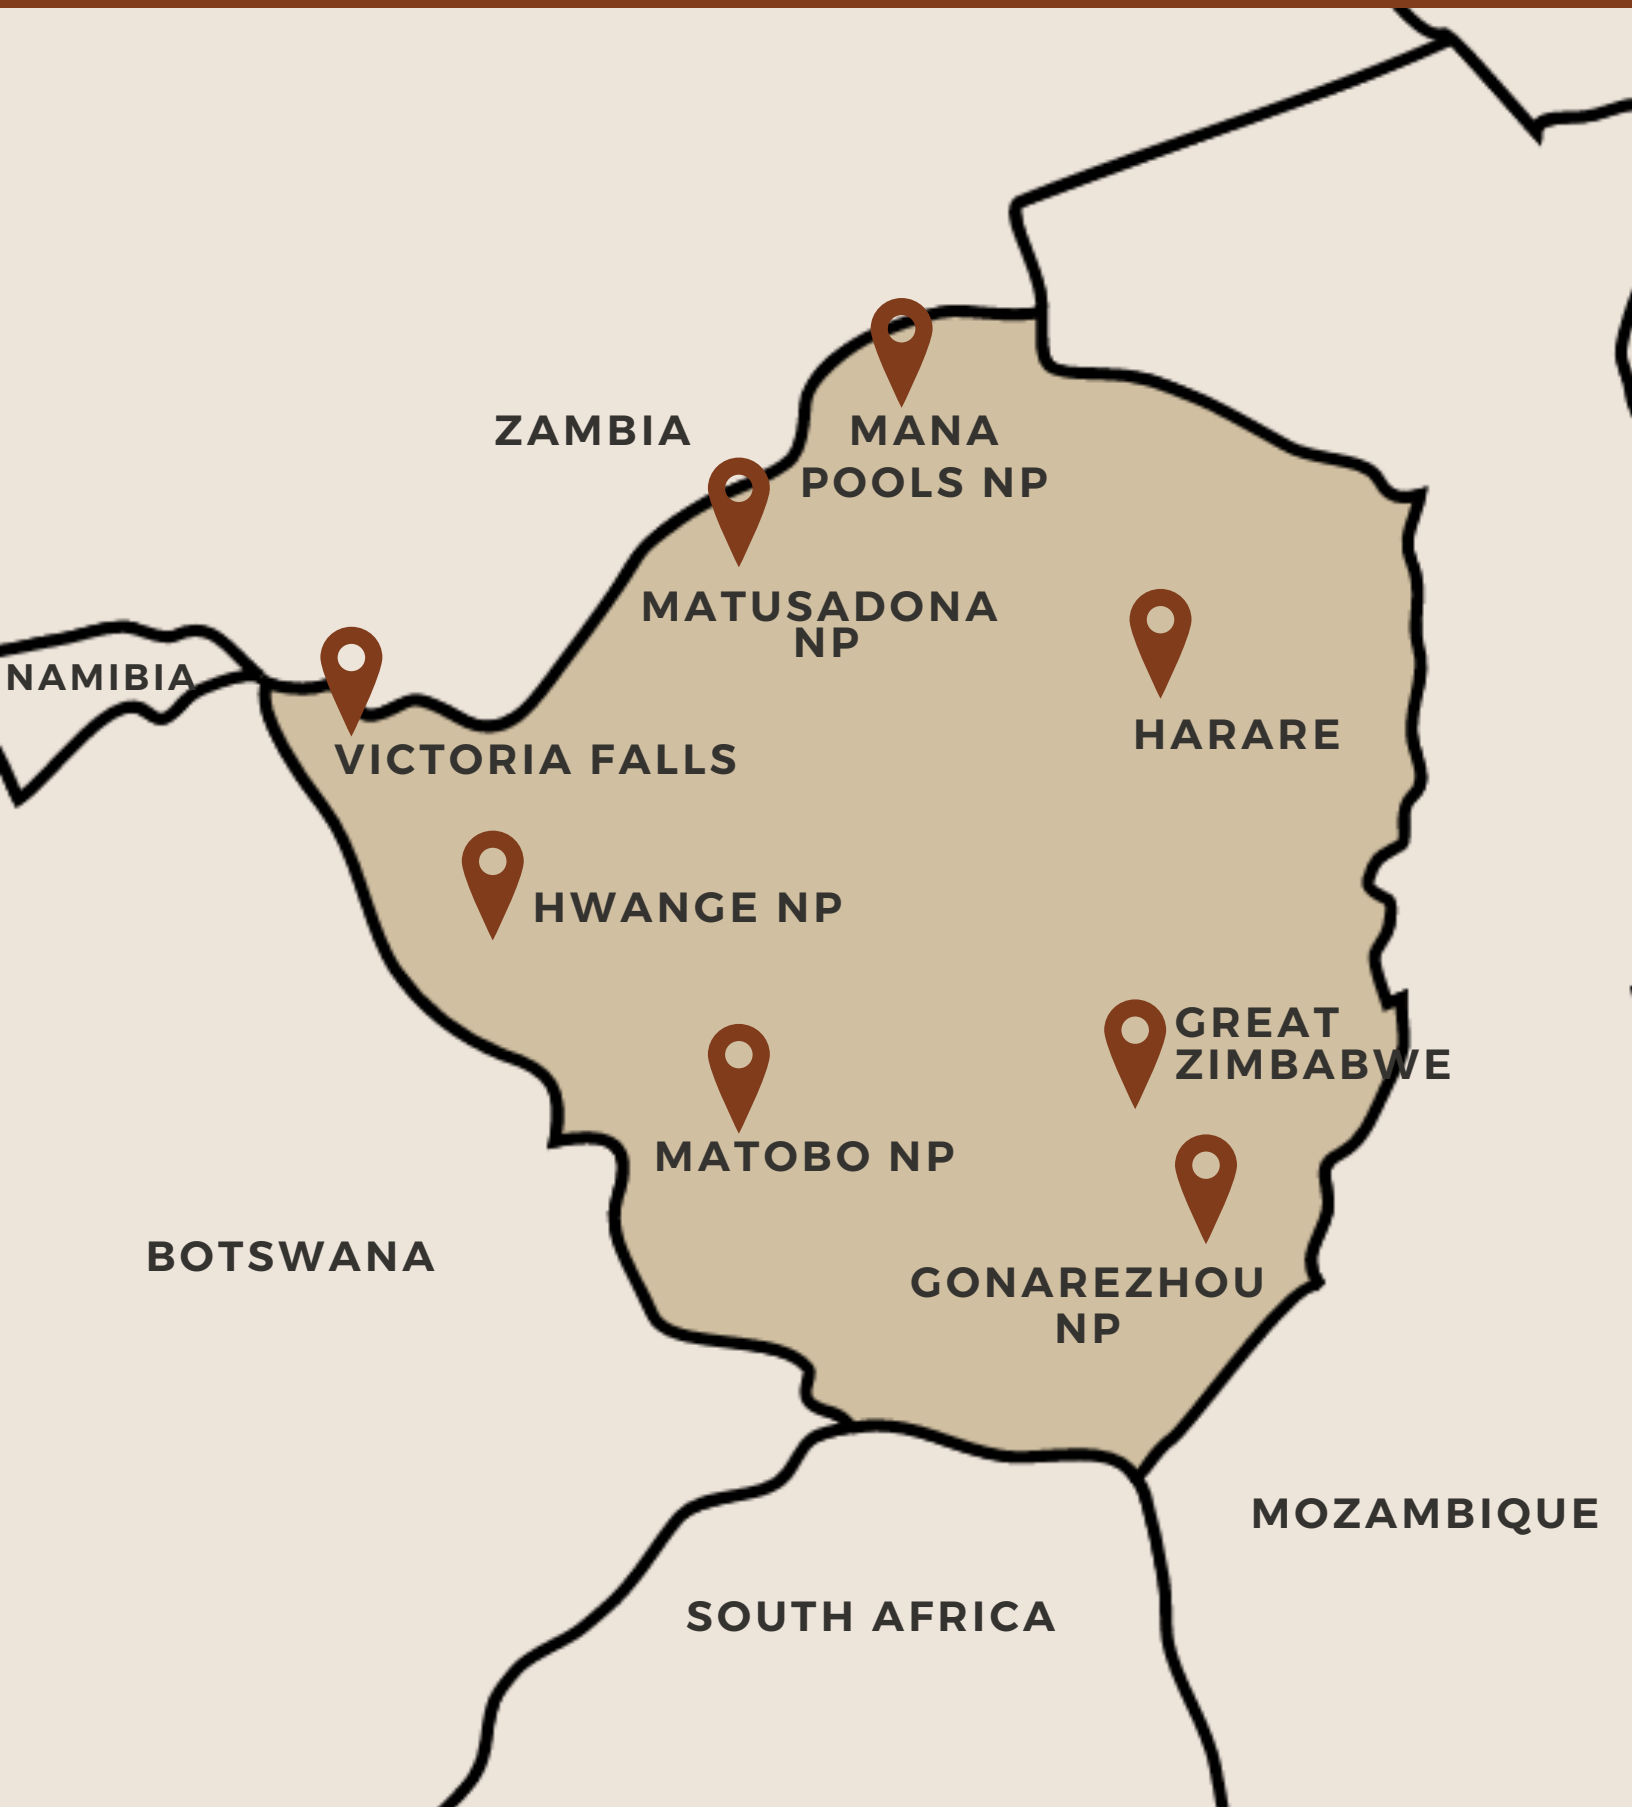 ZAMBIA
MANA
POOLS NP
MATUSADONA
NP
NAMIBIA
HARARE
VICTORIA FALLS
HWANGE NP
GREAT
ZIMBABWE
MATOBO NP
BOTSWANA
GONAREZHOU
NP
MOZAMBIQUE
SOUTH AFRICA